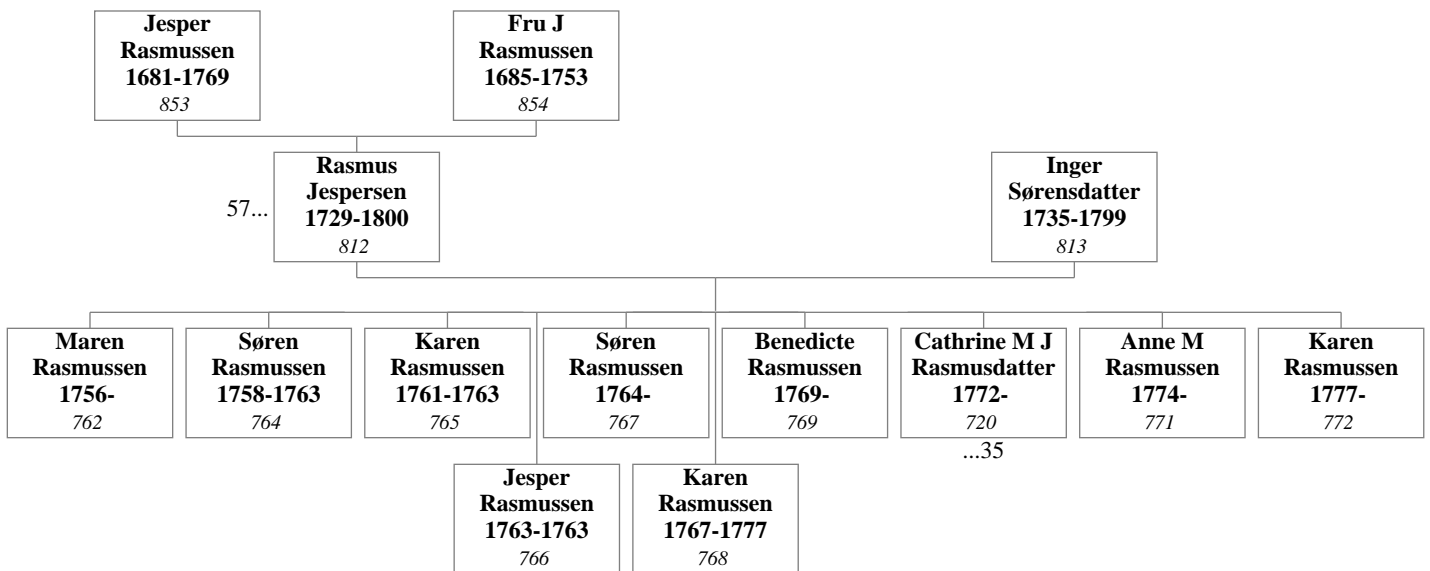 Jesper
Rasmussen
1681-1769
853
Fru J
Rasmussen
1685-1753
854
57...
Rasmus
Jespersen
1729-1800
812
Inger
Sørensdatter
1735-1799
813
Maren
Rasmussen
1756-
762
Søren
Rasmussen
1758-1763
764
Karen
Rasmussen
1761-1763
765
Søren
Rasmussen
1764-
767
Benedicte
Rasmussen
1769-
769
Cathrine M J
Rasmusdatter
1772-
720
...35
Anne M
Rasmussen
1774-
771
Karen
Rasmussen
1777-
772
Jesper
Rasmussen
1763-1763
766
Karen
Rasmussen
1767-1777
768